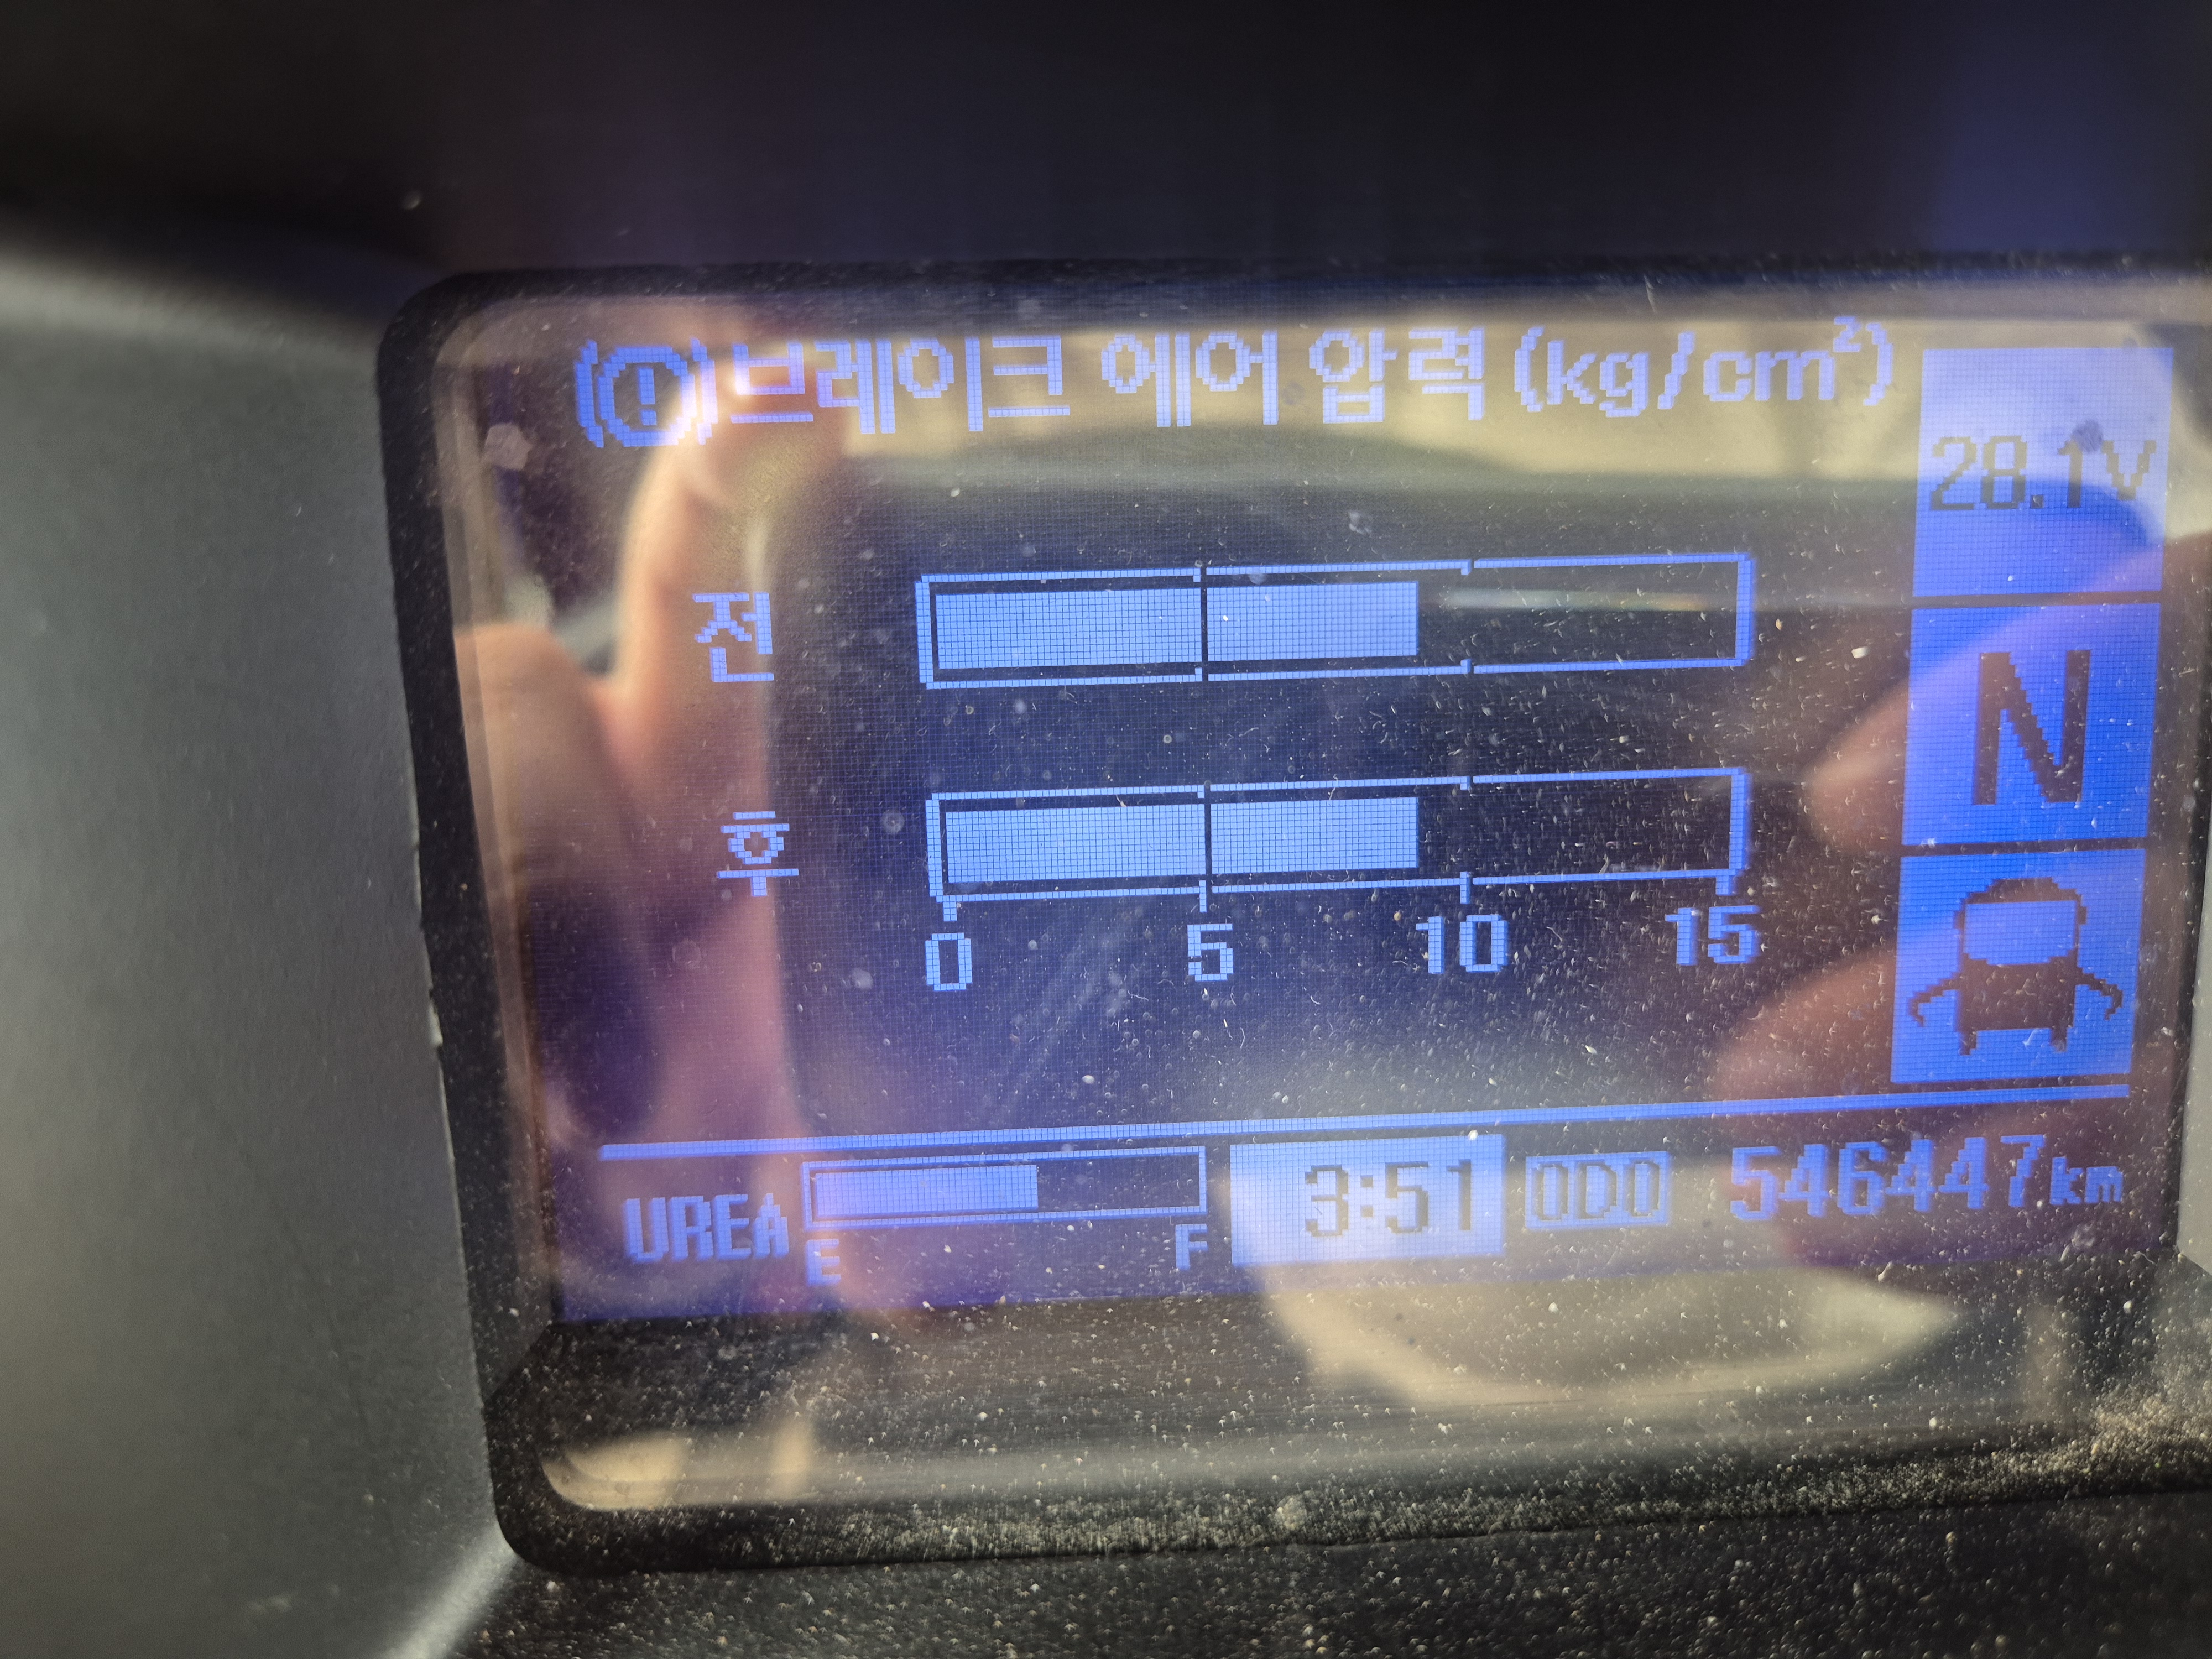 (!) 브레이크 에어 압력 (kg/cm²)
28.1V
전
N
후
0 5 10 15
UREA E F 3:51 ODO 546447km